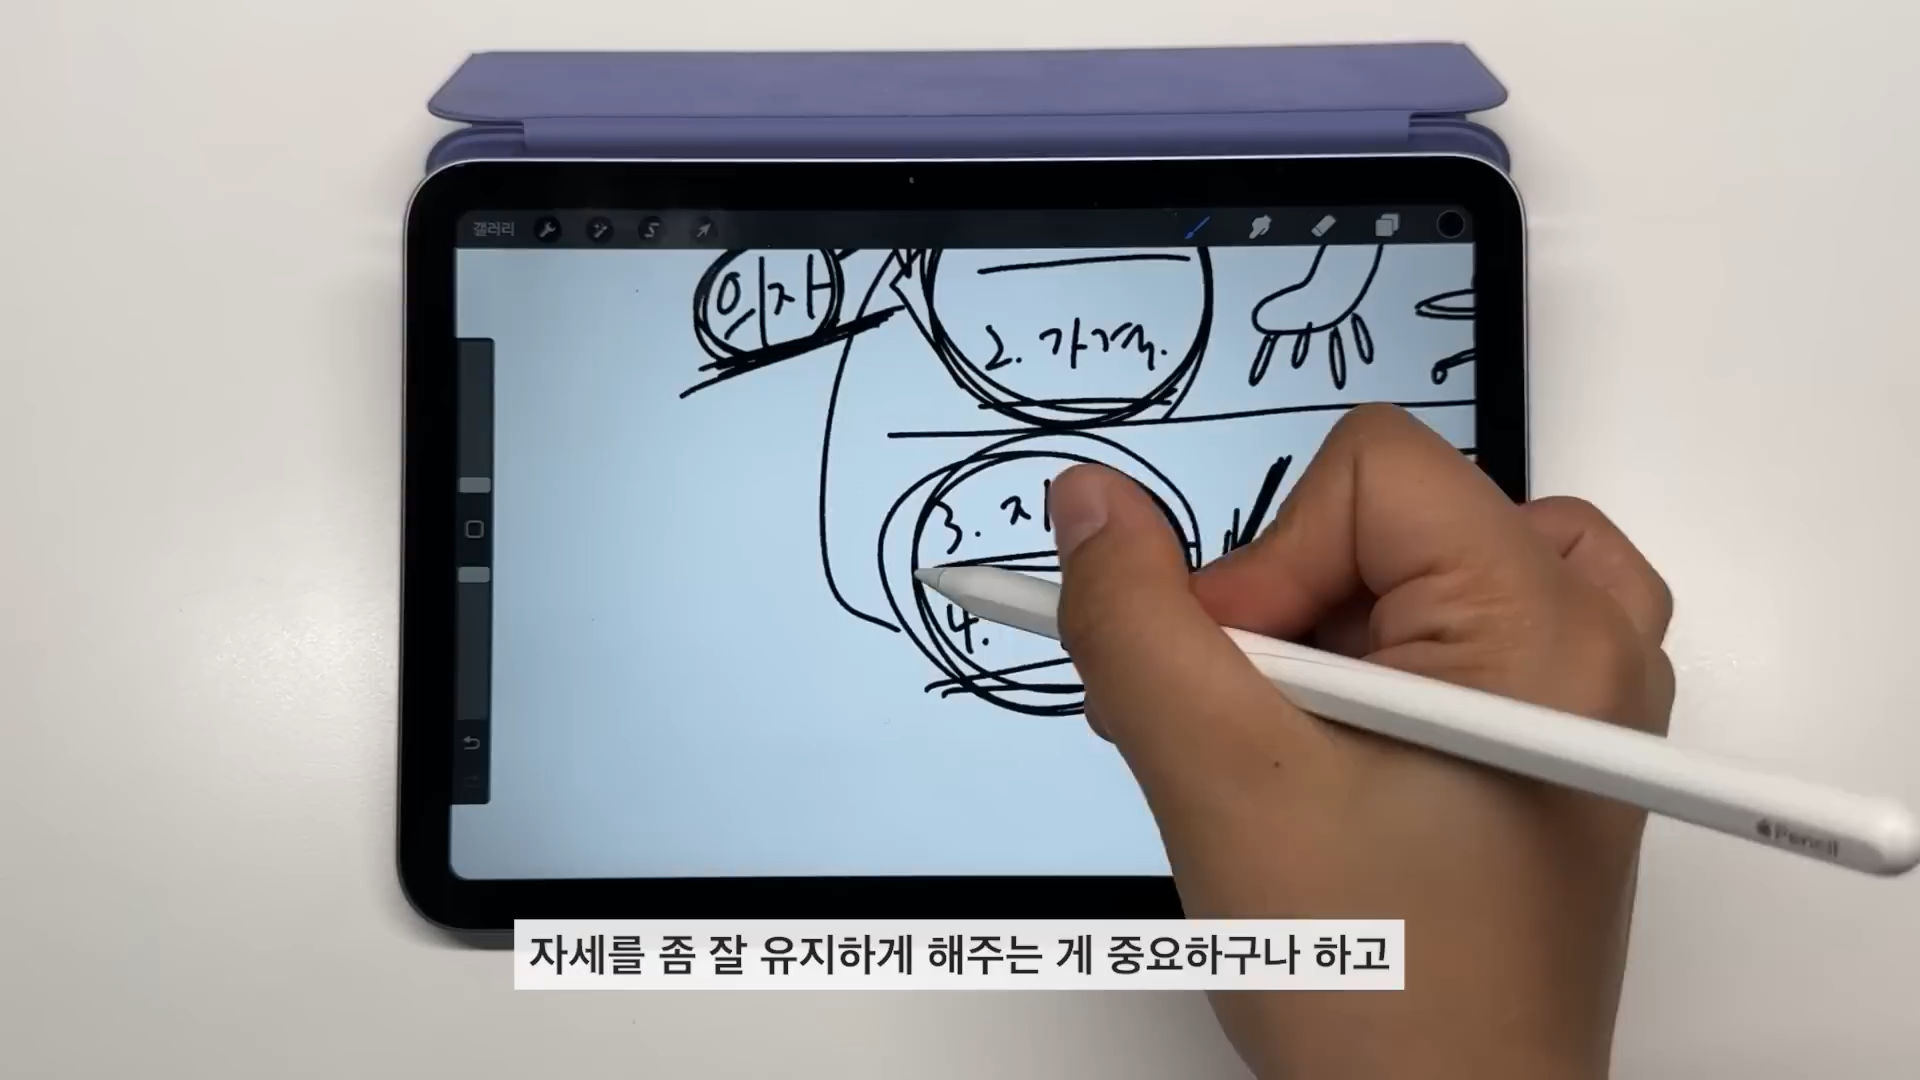 갤러리
의자
2. 가격.
3.
4.
Pencil
자세를 좀 잘 유지하게 해주는 게 중요하구나 하고